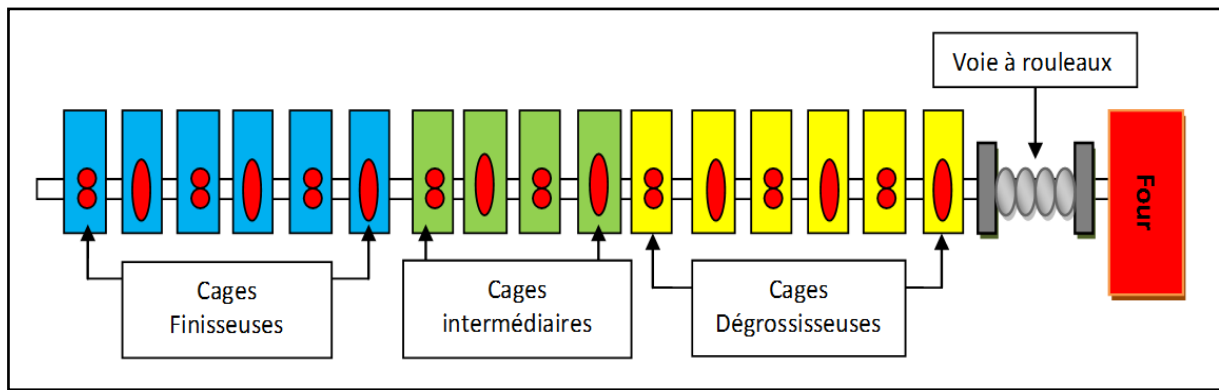 Voie à rouleaux
Four
Cages
Finisseuses
Cages
intermédiaires
Cages
Dégrossisseuses